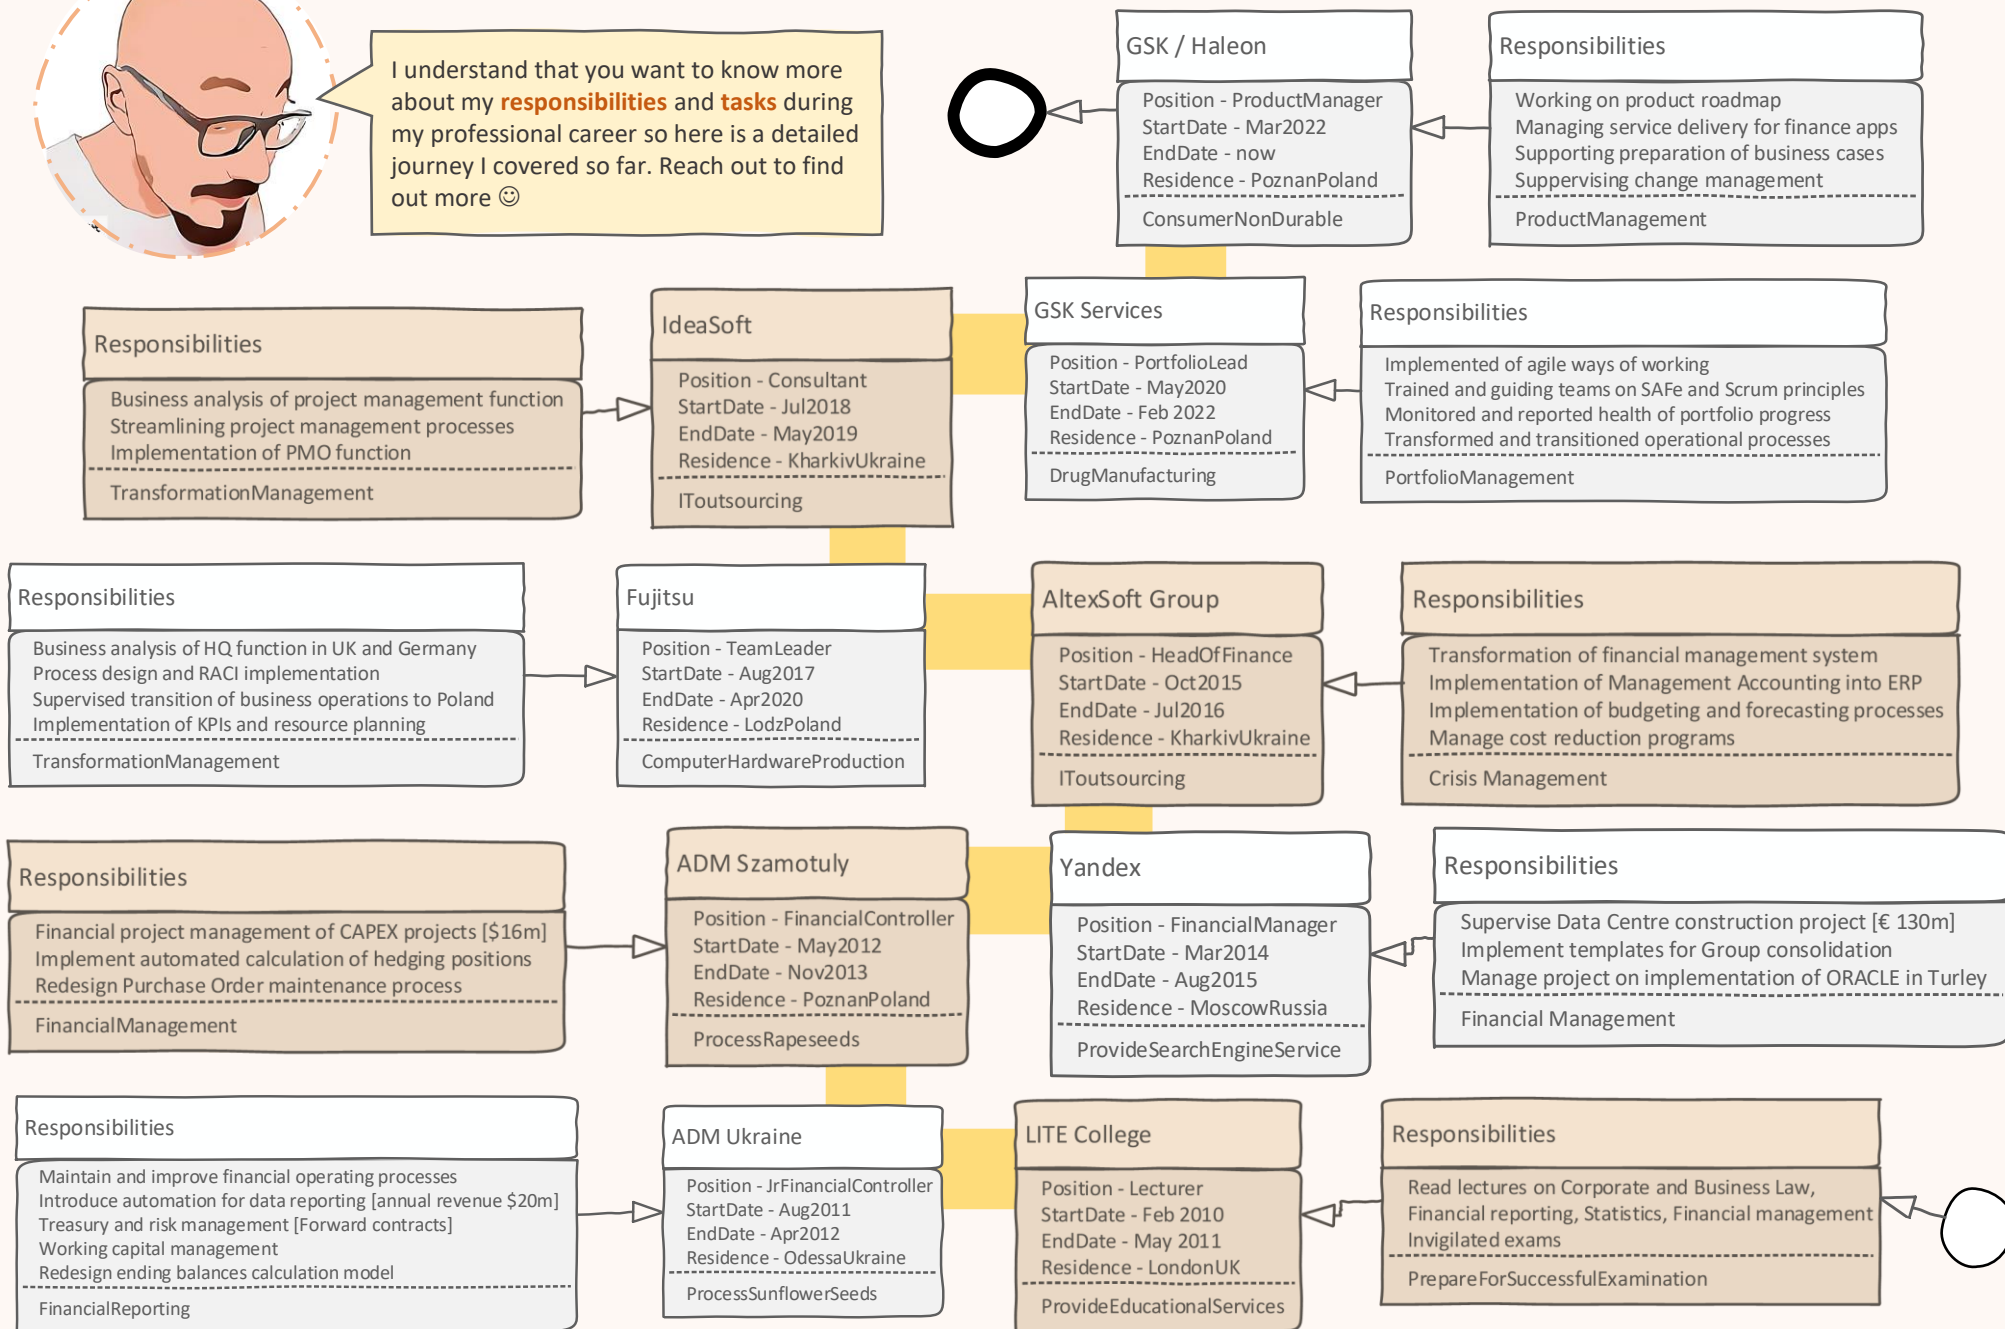 I understand that you want to know more
about my responsibilities and tasks during
my professional career so here is a detailed
journey I covered so far. Reach out to find
out more ☺
GSK / Haleon
Position - ProductManager
StartDate - Mar2022
EndDate - now
Residence - PoznanPoland
ConsumerNonDurable
Responsibilities
Working on product roadmap
Managing service delivery for finance apps
Supporting preparation of business cases
Suppervising change management
ProductManagement
Responsibilities
Business analysis of project management function
Streamlining project management processes
Implementation of PMO function
TransformationManagement
IdeaSoft
Position - Consultant
StartDate - Jul2018
EndDate - May2019
Residence - KharkivUkraine
IToutsourcing
GSK Services
Position - PortfolioLead
StartDate - May2020
EndDate - Feb 2022
Residence - PoznanPoland
DrugManufacturing
Responsibilities
Implemented of agile ways of working
Trained and guiding teams on SAFe and Scrum principles
Monitored and reported health of portfolio progress
Transformed and transitioned operational processes
PortfolioManagement
Responsibilities
Business analysis of HQ function in UK and Germany
Process design and RACI implementation
Supervised transition of business operations to Poland
Implementation of KPIs and resource planning
TransformationManagement
Fujitsu
Position - TeamLeader
StartDate - Aug2017
EndDate - Apr2020
Residence - LodzPoland
ComputerHardwareProduction
AltexSoft Group
Position - HeadOfFinance
StartDate - Oct2015
EndDate - Jul2016
Residence - KharkivUkraine
IToutsourcing
Responsibilities
Transformation of financial management system
Implementation of Management Accounting into ERP
Implementation of budgeting and forecasting processes
Manage cost reduction programs
Crisis Management
Responsibilities
Financial project management of CAPEX projects [$16m]
Implement automated calculation of hedging positions
Redesign Purchase Order maintenance process
FinancialManagement
ADM Szamotuly
Position - FinancialController
StartDate - May2012
EndDate - Nov2013
Residence - PoznanPoland
ProcessRapeseeds
Yandex
Position - FinancialManager
StartDate - Mar2014
EndDate - Aug2015
Residence - MoscowRussia
ProvideSearchEngineService
Responsibilities
Supervise Data Centre construction project [€ 130m]
Implement templates for Group consolidation
Manage project on implementation of ORACLE in Turley
Financial Management
Responsibilities
Maintain and improve financial operating processes
Introduce automation for data reporting [annual revenue $20m]
Treasury and risk management [Forward contracts]
Working capital management
Redesign ending balances calculation model
FinancialReporting
ADM Ukraine
Position - JrFinancialController
StartDate - Aug2011
EndDate - Apr2012
Residence - OdessaUkraine
ProcessSunflowerSeeds
LITE College
Position - Lecturer
StartDate - Feb 2010
EndDate - May 2011
Residence - LondonUK
ProvideEducationalServices
Responsibilities
Read lectures on Corporate and Business Law,
Financial reporting, Statistics, Financial management
Invigilated exams
PrepareForSuccessfulExamination